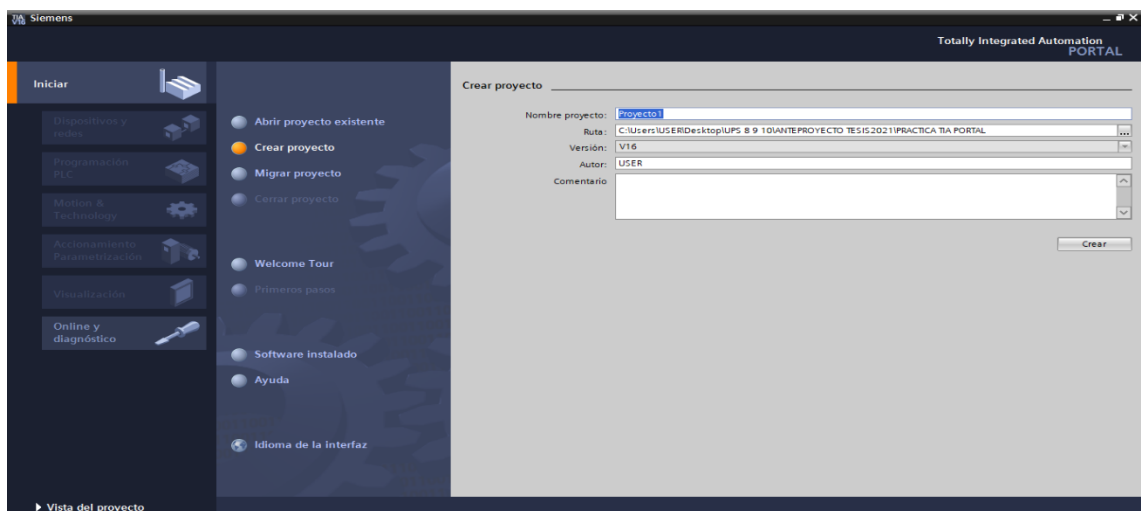 Siemens
Totally Integrated Automation
PORTAL
Iniciar
Dispositivos y
redes
Programación
PLC
Motion &
Technology
Accionamiento
Parametrización
Visualización
Online y
diagnóstico
Abrir proyecto existente
Crear proyecto
Migrar proyecto
Cerrar proyecto
Welcome Tour
Primeros pasos
Software instalado
Ayuda
Idioma de la interfaz
Crear proyecto
Nombre proyecto: Proyecto1
Ruta: C:\Users\USER\Desktop\UPS 8 9 10\ANTEPROYECTO TESIS2021\PRACTICA TIA PORTAL ...
Versión: V16
Autor: USER
Comentario
Crear
Vista del proyecto